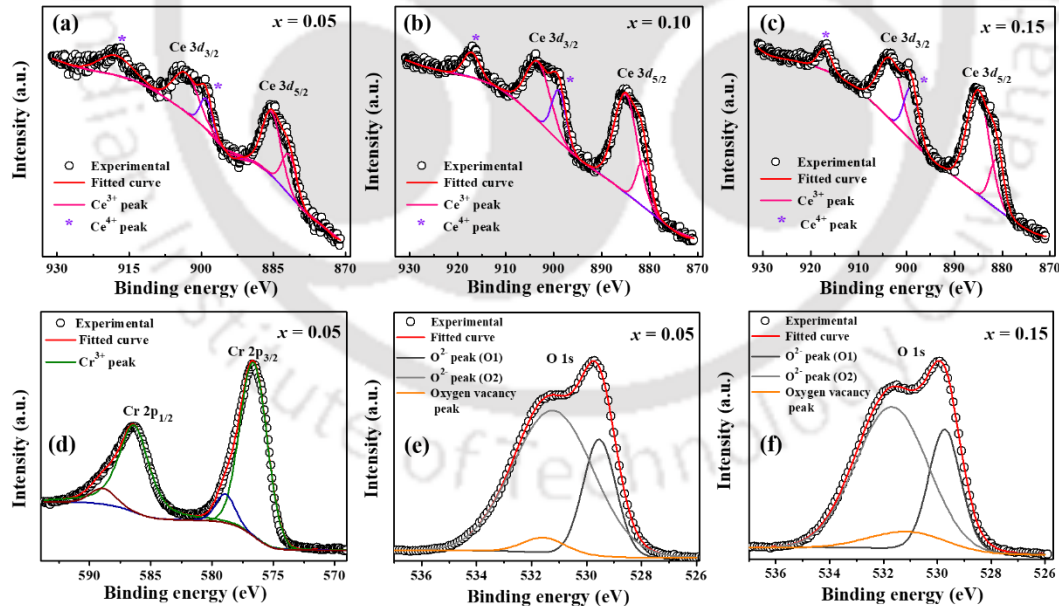 (a)
x = 0.05
Ce 3d3/2
Ce 3d5/2
*
*
Experimental
Fitted curve
Ce3+ peak
* Ce4+ peak
Intensity (a.u.)
930 915 900 885 870
Binding energy (eV)
(b)
x = 0.10
Ce 3d3/2
Ce 3d5/2
*
*
Experimental
Fitted curve
Ce3+ peak
* Ce4+ peak
Intensity (a.u.)
930 920 910 900 890 880 870
Binding energy (eV)
(c)
x = 0.15
Ce 3d3/2
Ce 3d5/2
*
*
Experimental
Fitted curve
Ce3+ peak
* Ce4+ peak
Intensity (a.u.)
930 920 910 900 890 880 870
Binding energy (eV)
Experimental
Fitted curve
Cr3+ peak
x = 0.05
Cr 2p3/2
Cr 2p1/2
(d)
Intensity (a.u.)
590 585 580 575 570
Binding energy (eV)
Experimental
Fitted curve
O2- peak (O1)
O2- peak (O2)
Oxygen vacancy
peak
x = 0.05
O 1s
(e)
Intensity (a.u.)
536 534 532 530 528 526
Binding energy (eV)
Experimental
Fitted curve
O2- peak (O1)
O2- peak (O2)
Oxygen vacancy
peak
x = 0.15
O 1s
(f)
Intensity (a.u.)
536 534 532 530 528 526
Binding energy (eV)
Institute of Technology